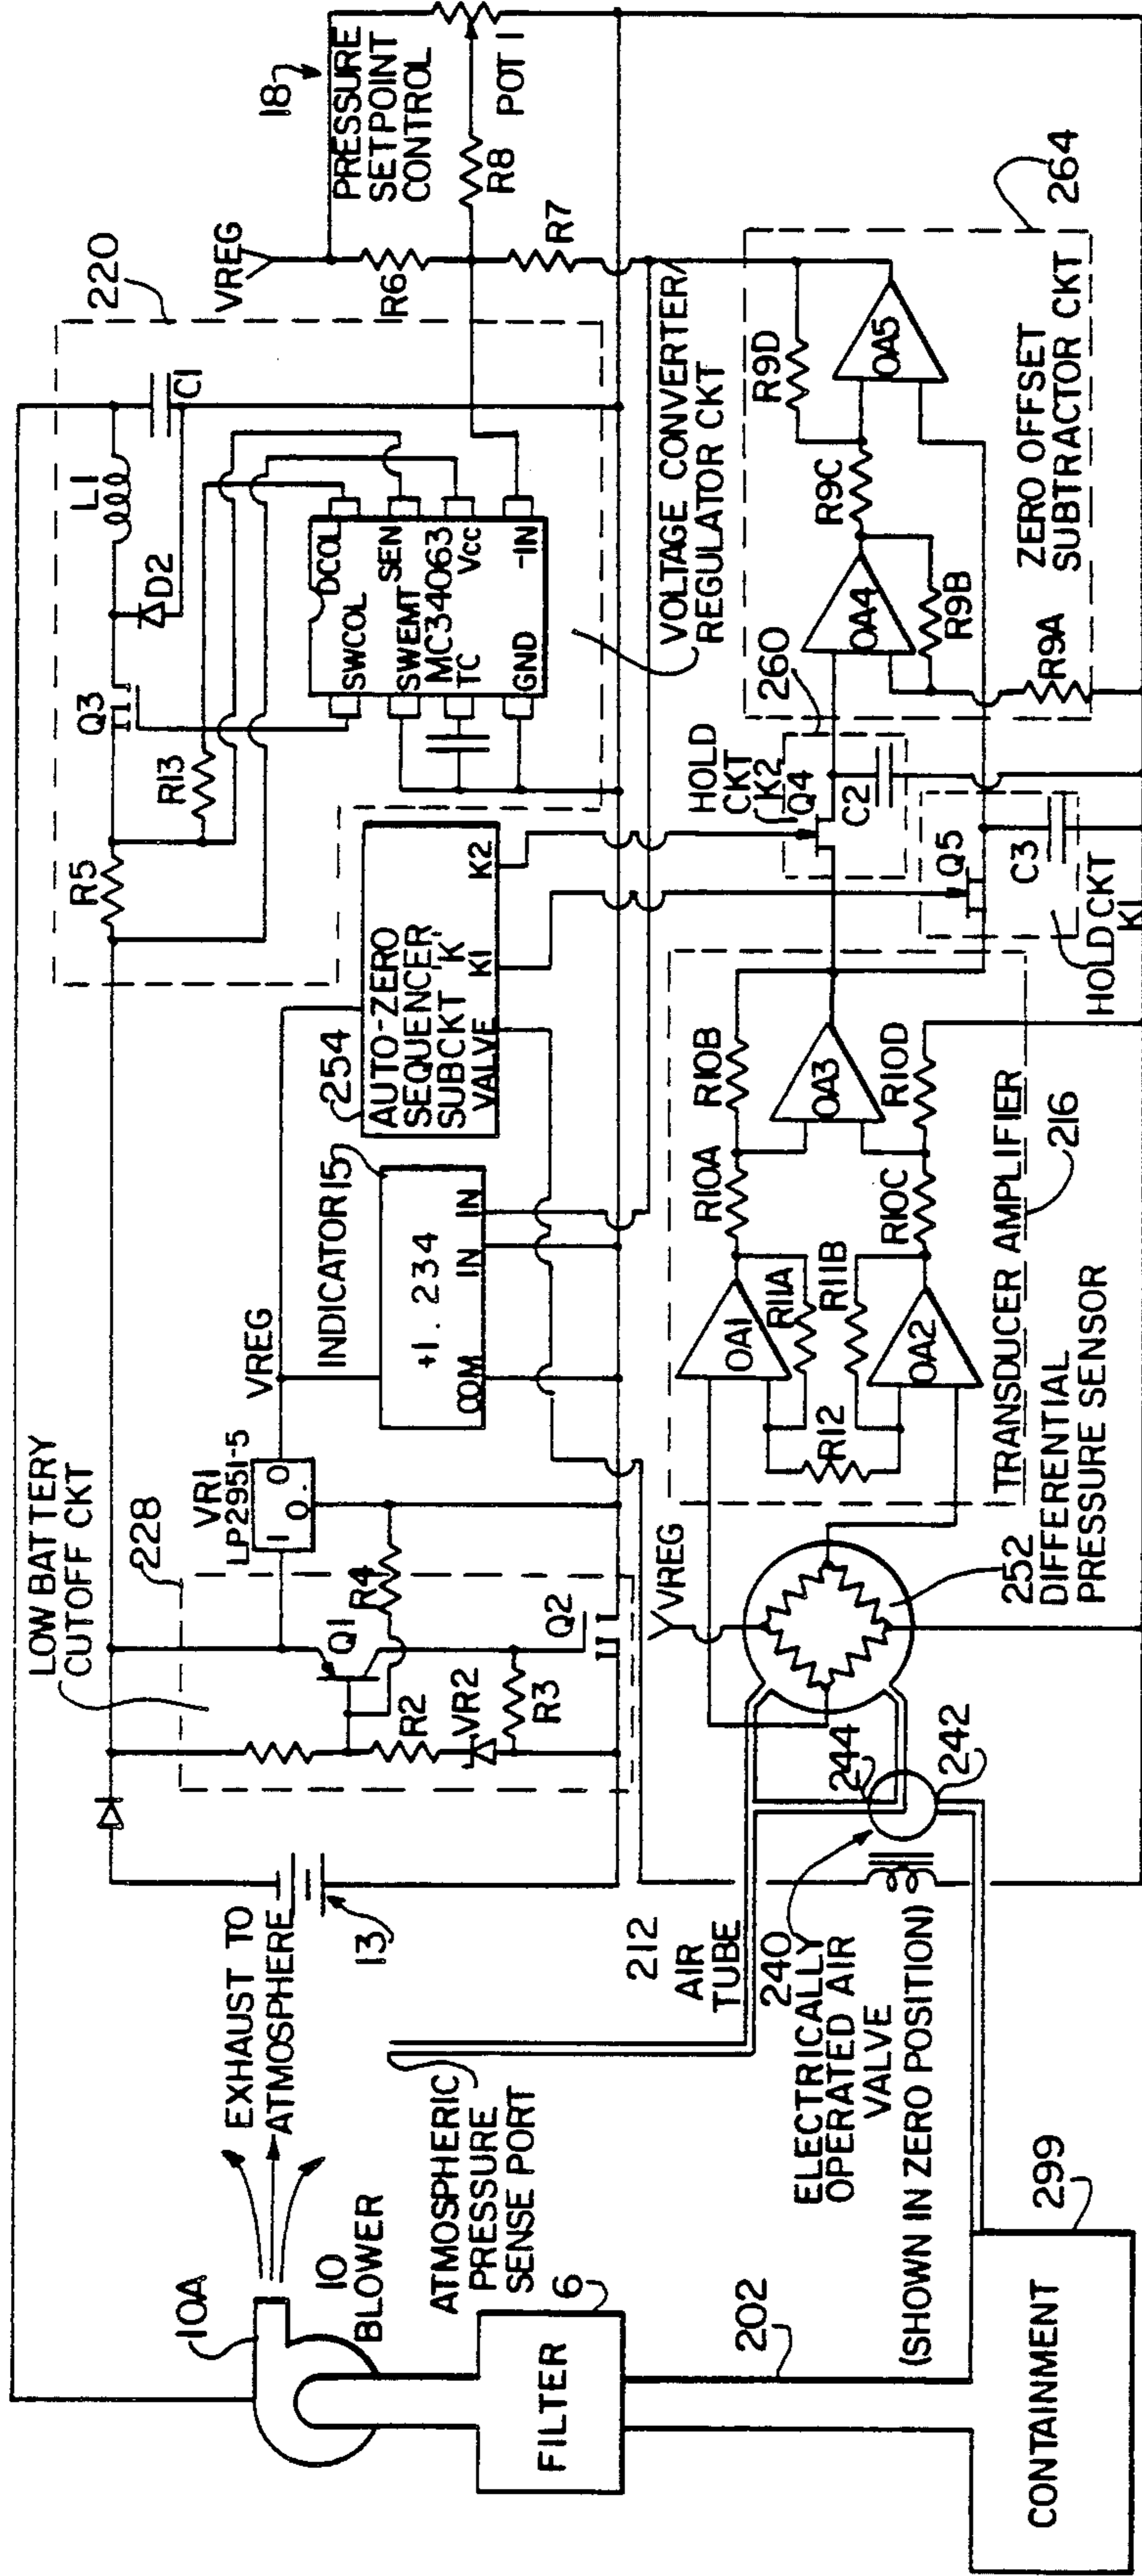 10A
EXHAUST TO
ATMOSPHERE
10
BLOWER
13
ATMOSPHERIC
PRESSURE
SENSE PORT
6
FILTER
202
CONTAINMENT
299
212
AIR
TUBE
240
ELECTRICALLY
OPERATED AIR
VALVE
(SHOWN IN ZERO POSITION)
244
242
LOW BATTERY
CUTOFF CKT
228
Q1
R2
VR2
R3
R4
Q2
VR1
LP2951-5
I
O
O.
VREG
INDICATOR 15
+1.234
COM
IN
IN
254
AUTO-ZERO
SEQUENCER
SUBCKT 'K'
VALVE
K1
K2
R5
R13
Q3
D2
L1
C1
220
SWCOL
DCOL
SWEMT
SEN
MC34063
TC
VCC
GND
-IN
VOLTAGE CONVERTER/
REGULATOR CKT
VREG
18
PRESSURE
SETPOINT
CONTROL
R6
R8
POT 1
R7
VREG
252
DIFFERENTIAL
PRESSURE SENSOR
OA1
R11A
R12
R11B
OA2
R10A
R10B
OA3
R10C
R10D
TRANSDUCER AMPLIFIER
216
HOLD
CKT
K2
Q4
C2
260
Q5
C3
HOLD CKT
K1
OA4
R9B
R9A
R9C
R9D
OA5
ZERO OFFSET
SUBTRACTOR CKT
264